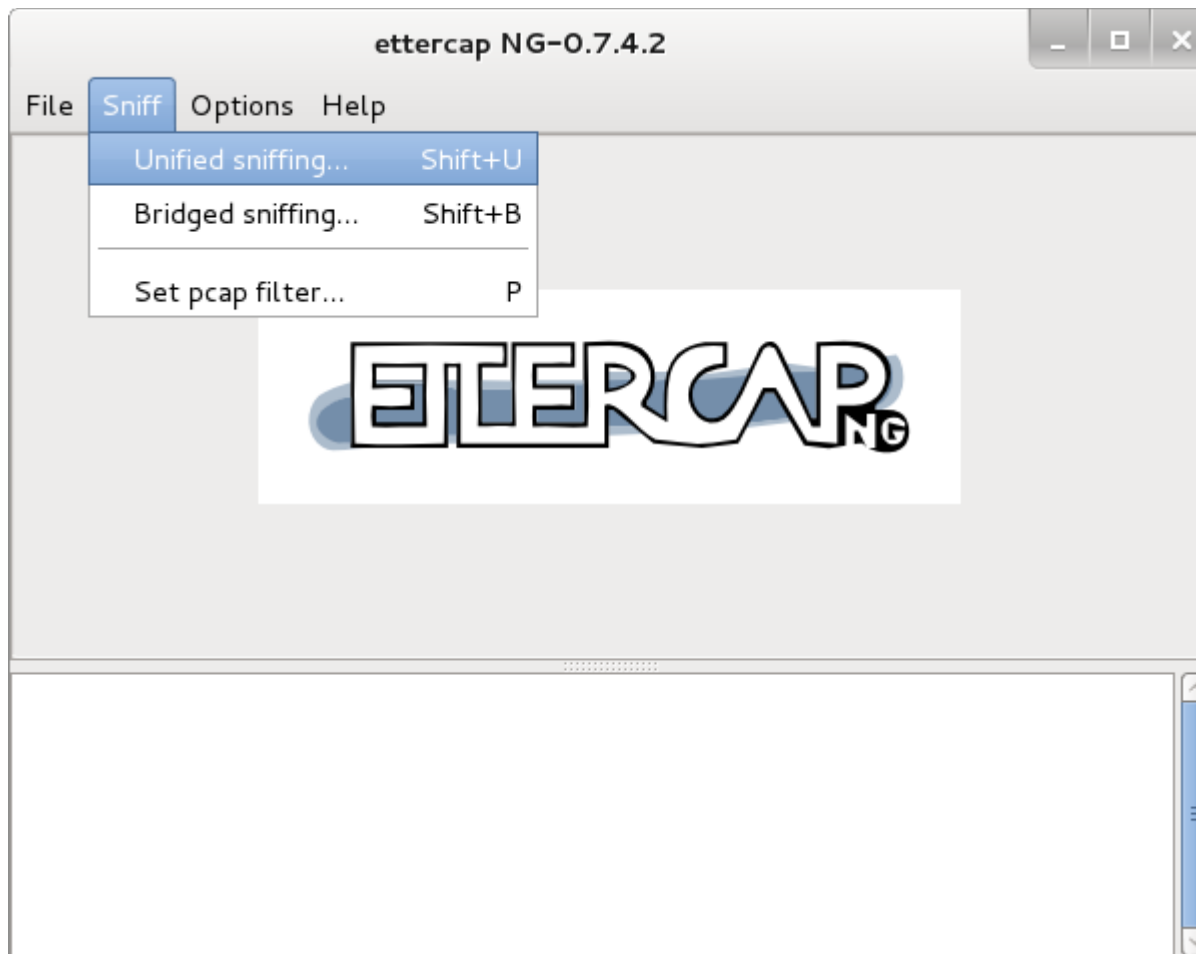 ettercap NG-0.7.4.2
File Sniff Options Help
Unified sniffing... Shift+U
Bridged sniffing... Shift+B
Set pcap filter... P
ETTERCAP
NG